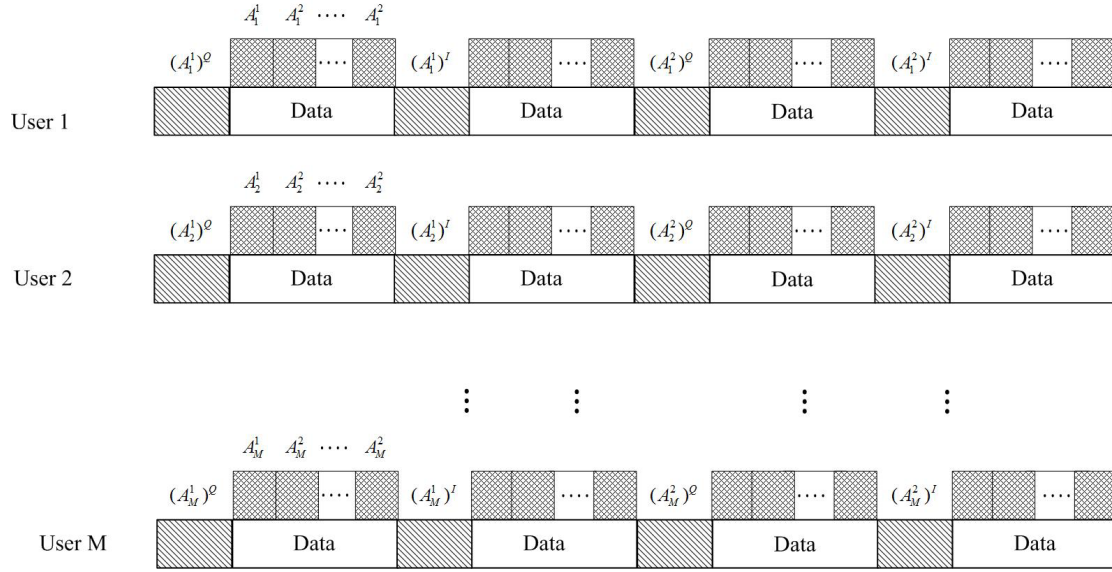 A_1^1 A_1^2 ···· A_1^2
(A_1^1)^Q ···· (A_1^1)^I ···· (A_1^2)^Q ···· (A_1^2)^I ····
User 1 Data Data Data Data
A_2^1 A_2^2 ···· A_2^2
(A_2^1)^Q ···· (A_2^1)^I ···· (A_2^2)^Q ···· (A_2^2)^I ····
User 2 Data Data Data Data
A_M^1 A_M^2 ···· A_M^2
(A_M^1)^Q ···· (A_M^1)^I ···· (A_M^2)^Q ···· (A_M^2)^I ····
User M Data Data Data Data